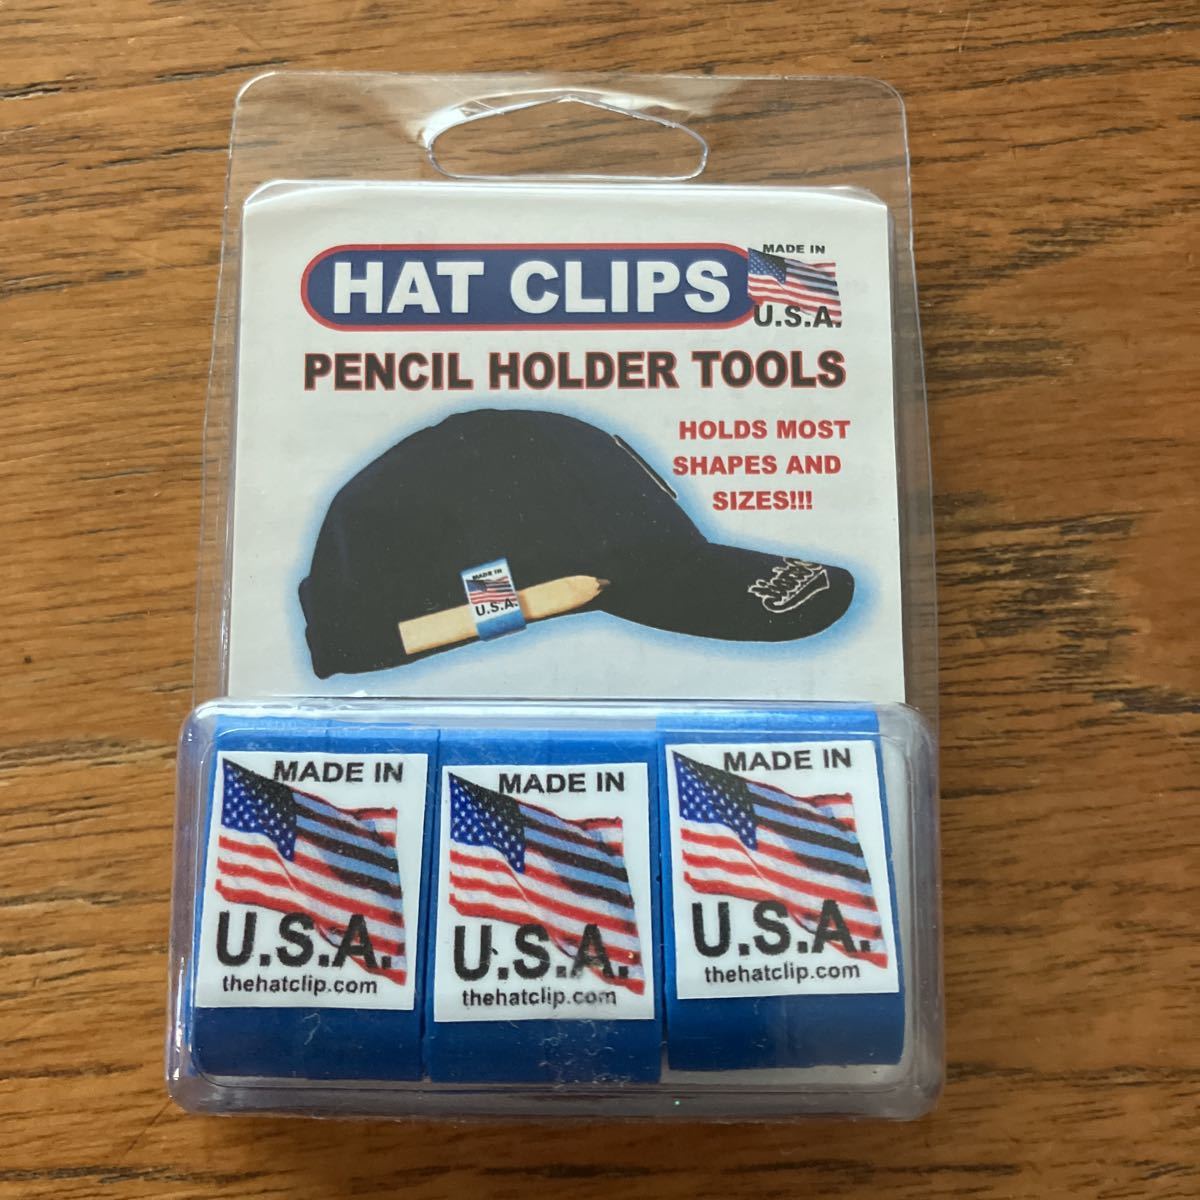 HAT CLIPS
MADE IN
U.S.A.
PENCIL HOLDER TOOLS
HOLDS MOST
SHAPES AND
SIZES!!!
MADE IN
U.S.A.
MADE IN
U.S.A.
thehatclip.com
MADE IN
U.S.A.
thehatclip.com
MADE IN
U.S.A.
thehatclip.com